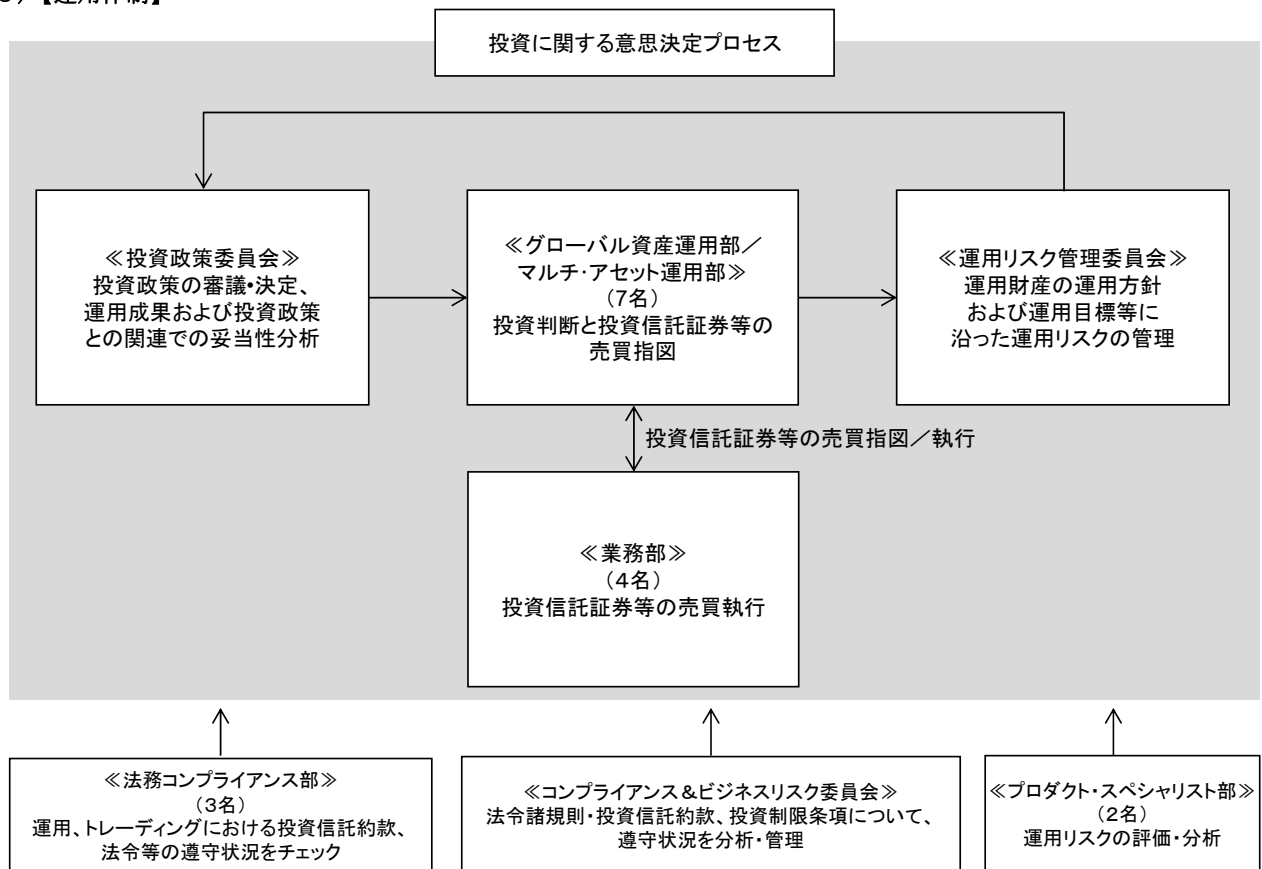 【運用体制】
投資に関する意思決定プロセス
≪投資政策委員会≫
投資政策の審議・決定、
運用成果および投資政策
との関連での妥当性分析
≪グローバル資産運用部／
マルチ・アセット運用部≫
（7名）
投資判断と投資信託証券等の
売買指図
≪運用リスク管理委員会≫
運用財産の運用方針
および運用目標等に
沿った運用リスクの管理
投資信託証券等の売買指図／執行
≪業務部≫
（4名）
投資信託証券等の売買執行
≪法務コンプライアンス部≫
（3名）
運用、トレーディングにおける投資信託約款、
法令等の遵守状況をチェック
≪コンプライアンス＆ビジネスリスク委員会≫
法令諸規則・投資信託約款、投資制限条項について、
遵守状況を分析・管理
≪プロダクト・スペシャリスト部≫
（2名）
運用リスクの評価・分析